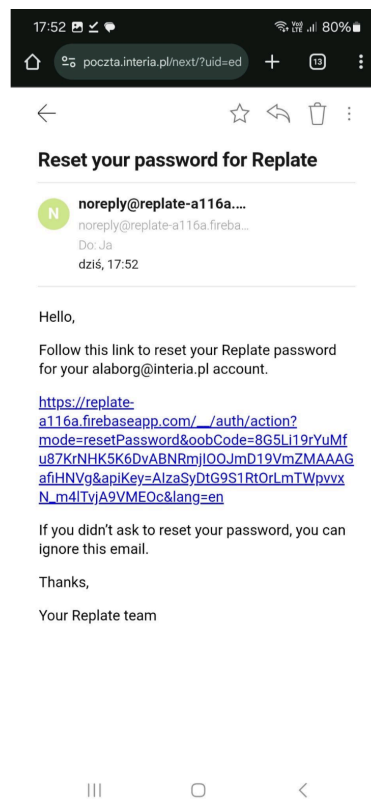 17:52 80%
poczta.interia.pl/next/?uid=ed 13
Reset your password for Replate
N
noreply@replate-a116a....
noreply@replate-a116a.fireba...
Do: Ja
dziś, 17:52
Hello,
Follow this link to reset your Replate password
for your alaborg@interia.pl account.
https://replate-
a116a.firebaseapp.com/__/auth/action?
mode=resetPassword&oobCode=8G5Li19rYuMf
u87KrNHK5K6DvABNRmjIOOJmD19VmZMAAAG
afiHNVg&apiKey=AIzaSyDtG9S1RtOrLmTWpvvx
N_m4lTvjA9VMEOc&lang=en
If you didn't ask to reset your password, you can
ignore this email.
Thanks,
Your Replate team